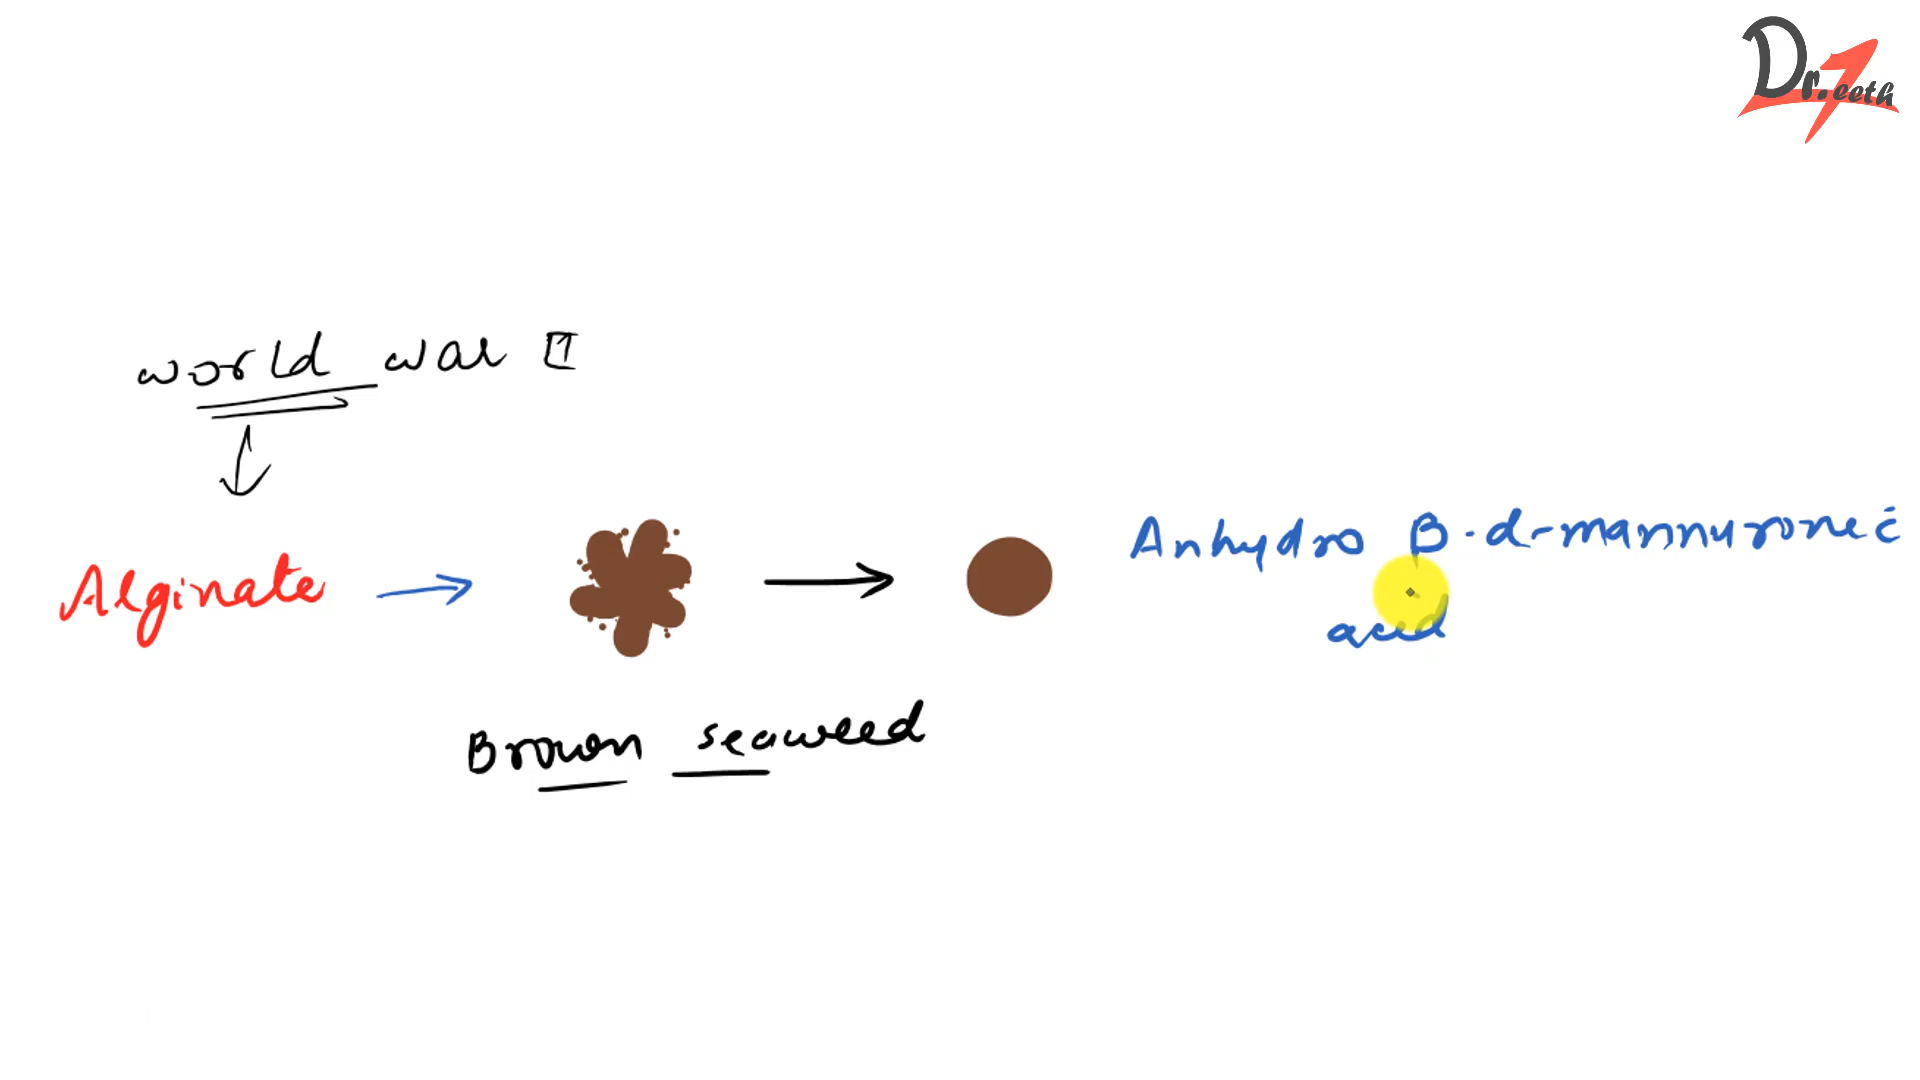 Dr.Teeth
world war II
Alginate
Anhydro β-d-mannuronic
acid
Brown seaweed